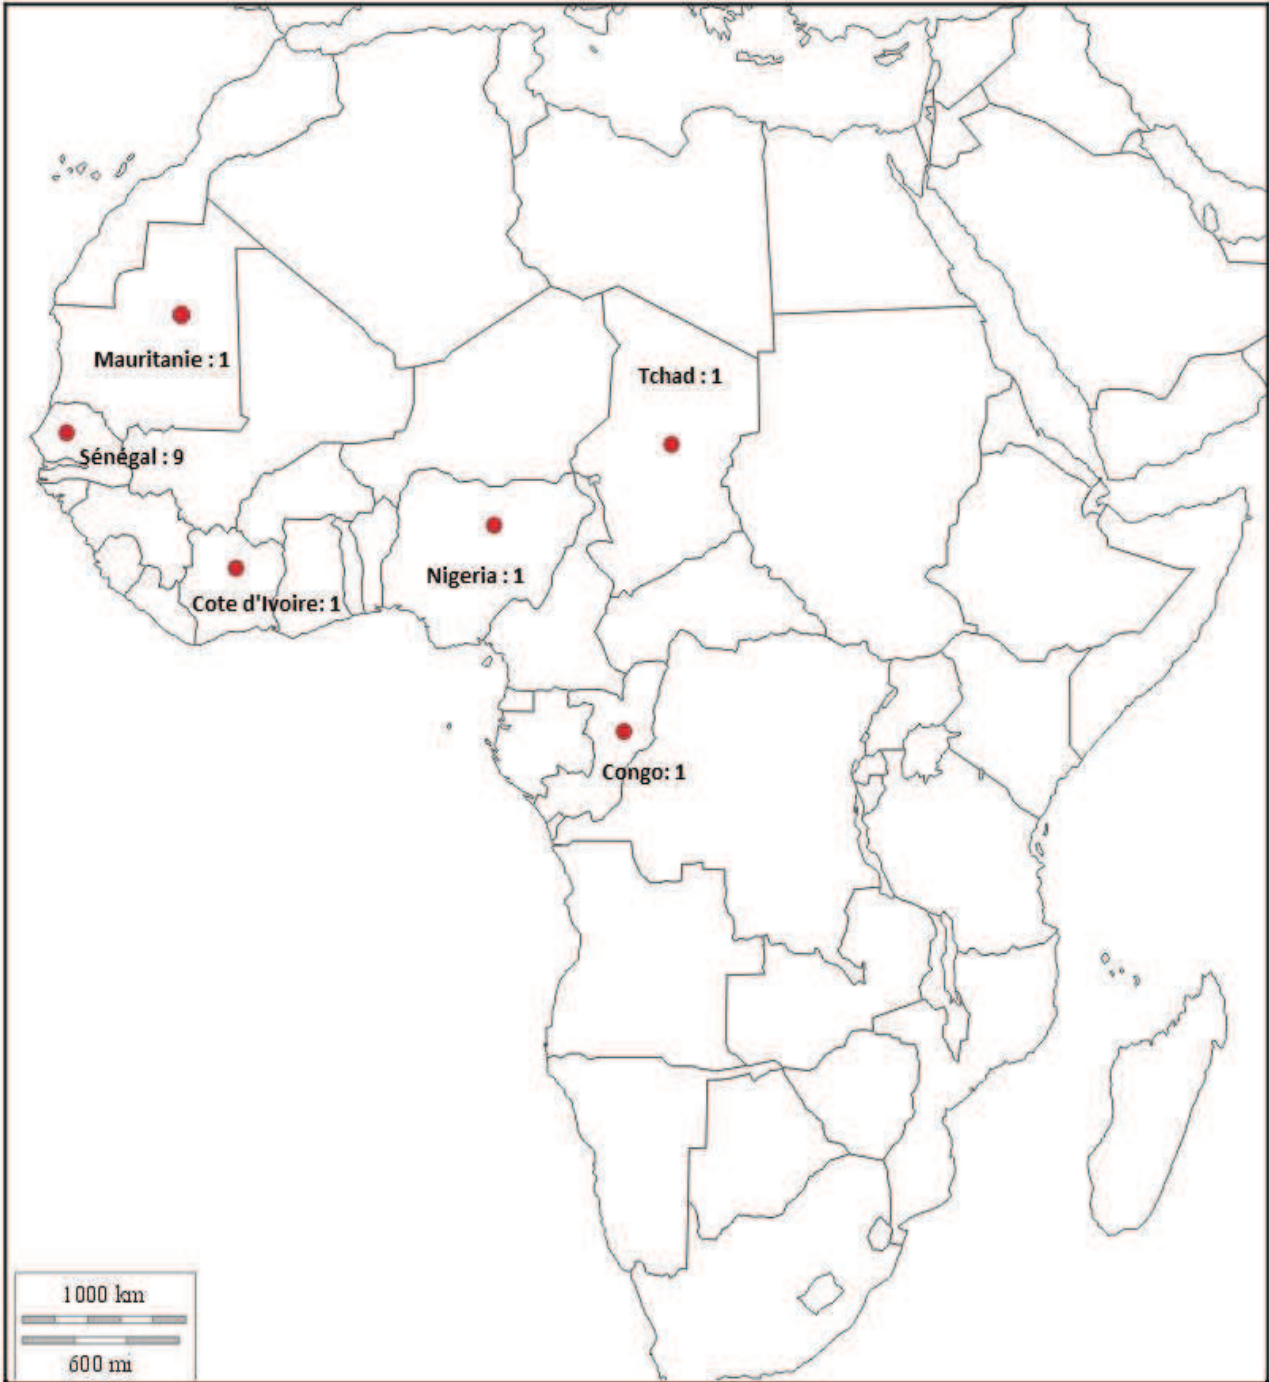 Mauritanie : 1
Tchad : 1
Sénégal : 9
Nigeria : 1
Cote d'Ivoire: 1
Congo: 1
1000 km
600 mi